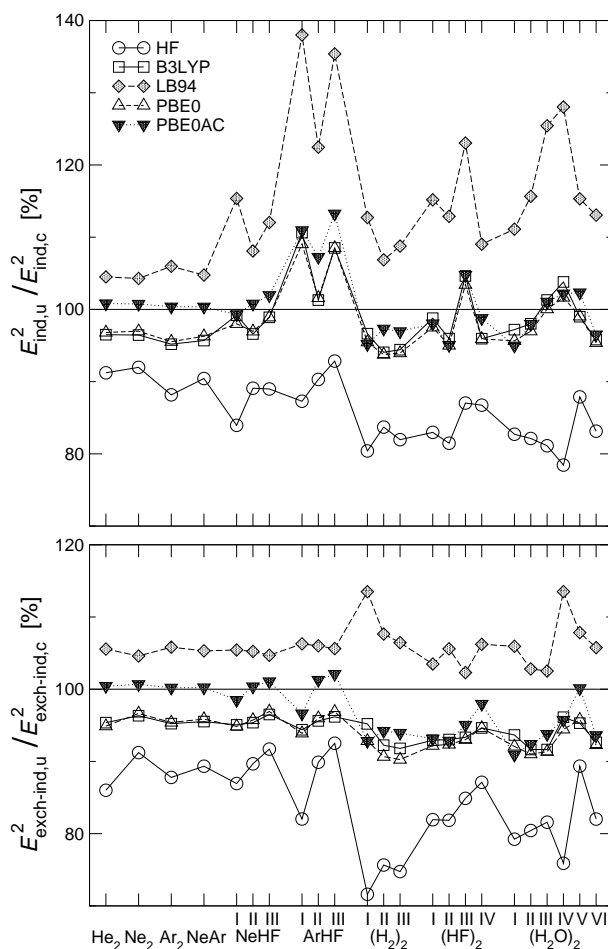 HF
B3LYP
LB94
PBE0
PBE0AC
140
120
100
80
E²ind,u / E²ind,c [%]
120
100
80
E²exch-ind,u / E²exch-ind,c [%]
I II III I II III I II III I II III IV I II III IV V VI
He₂ Ne₂ Ar₂ NeAr NeHF ArHF (H₂)₂ (HF)₂ (H₂O)₂